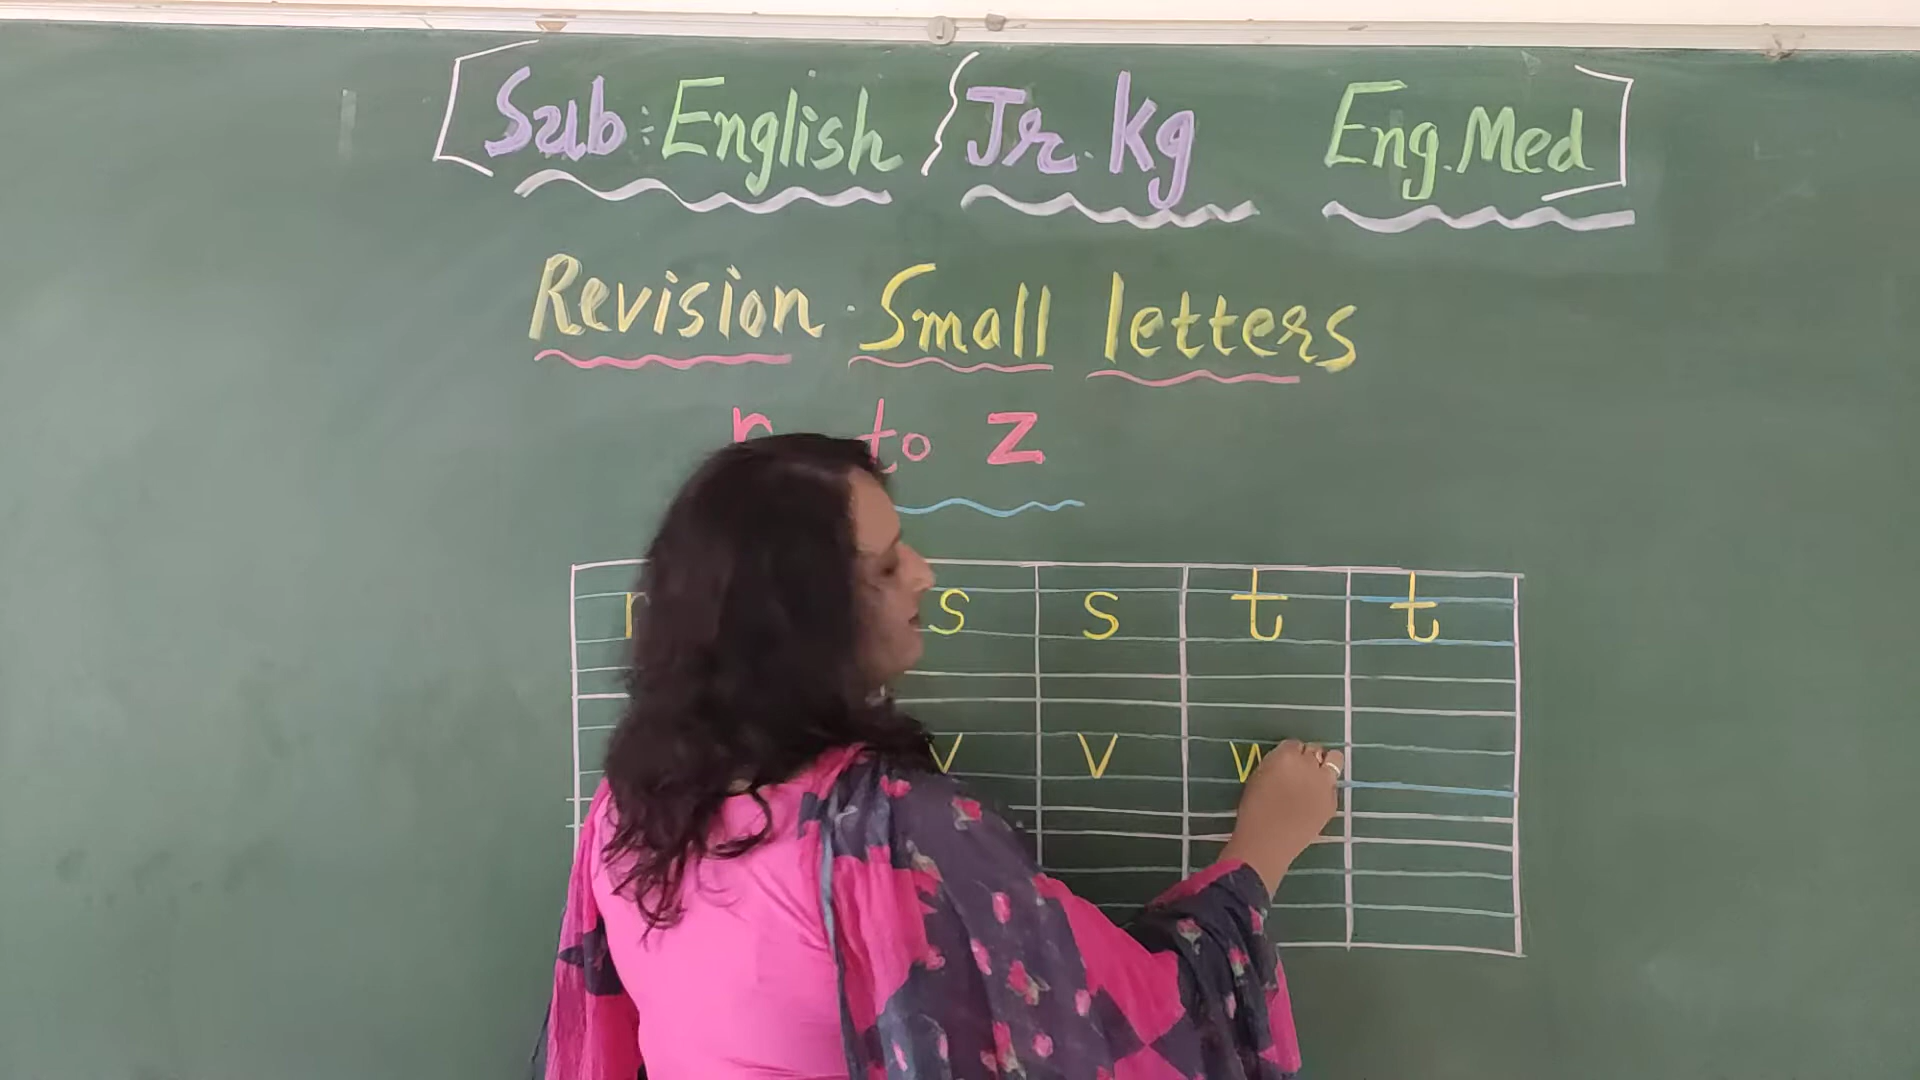 [Sub : English } Jr. Kg Eng. Med]
Revision Small letters
r to z
r s s t t
v v w